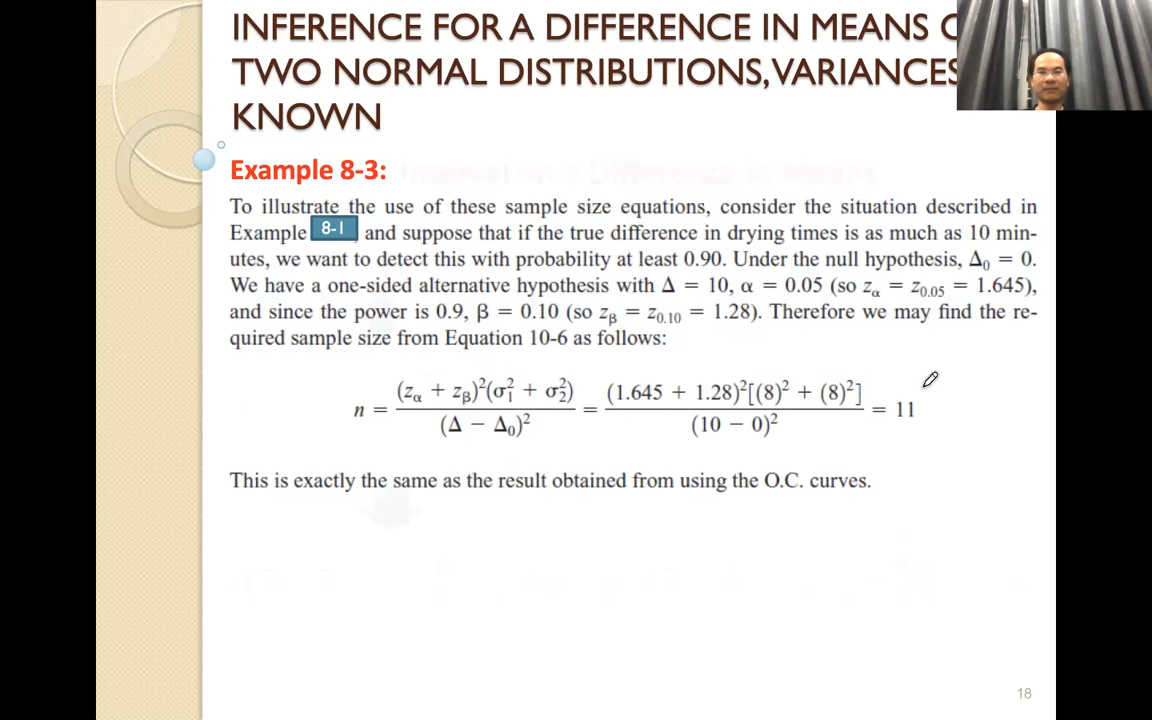 INFERENCE FOR A DIFFERENCE IN MEANS
TWO NORMAL DISTRIBUTIONS, VARIANCES
KNOWN
Example 8-3:
To illustrate the use of these sample size equations, consider the situation described in
Example 8-1 and suppose that if the true difference in drying times is as much as 10 min-
utes, we want to detect this with probability at least 0.90. Under the null hypothesis, Δ₀ = 0.
We have a one-sided alternative hypothesis with Δ = 10, α = 0.05 (so z_α = z₀.₀₅ = 1.645),
and since the power is 0.9, β = 0.10 (so z_β = z₀.₁₀ = 1.28). Therefore we may find the re-
quired sample size from Equation 10-6 as follows:
n = (z_α + z_β)²(σ₁² + σ₂²) / (Δ − Δ₀)² = (1.645 + 1.28)²[(8)² + (8)²] / (10 − 0)² = 11
This is exactly the same as the result obtained from using the O.C. curves.
18